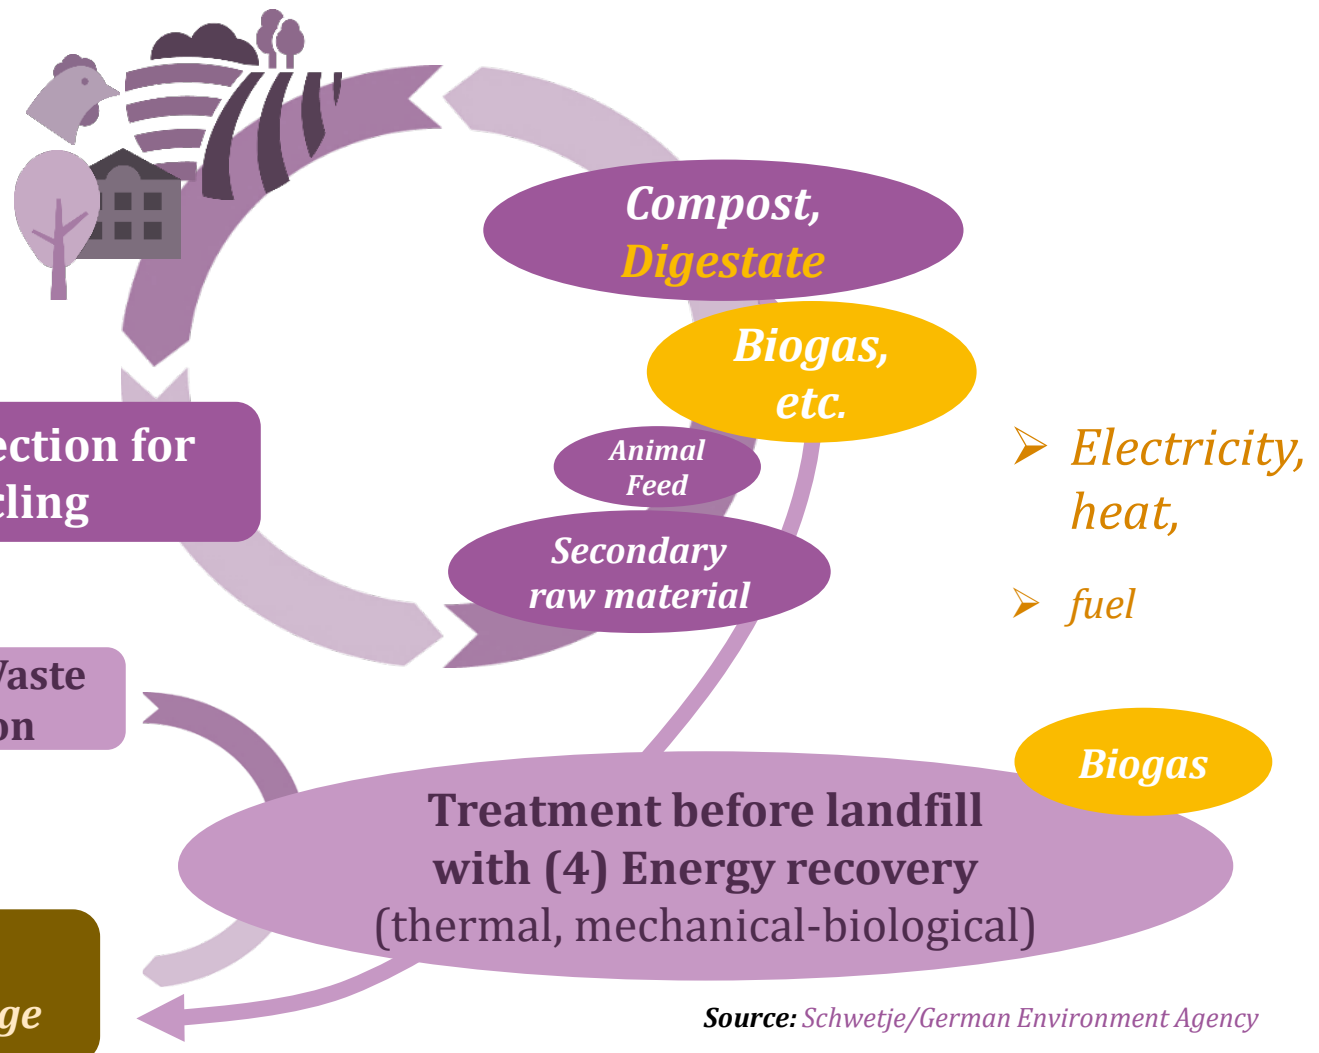 Compost,
Digestate
Biogas,
etc.
Animal
Feed
Secondary
raw material
➢ Electricity,
heat,
➢ fuel
ection for
cling
Waste
on
Biogas
Treatment before landfill
with (4) Energy recovery
(thermal, mechanical-biological)
ge
Source: Schwetje/German Environment Agency